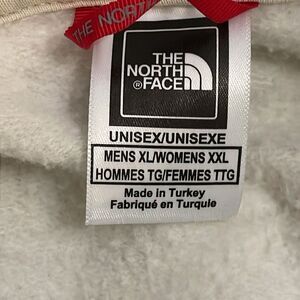 THE NORTH
THE
NORTH
® FACE
UNISEX/UNISEXE
MENS XL/WOMENS XXL
HOMMES TG/FEMMES TTG
Made in Turkey
Fabriqué en Turquie